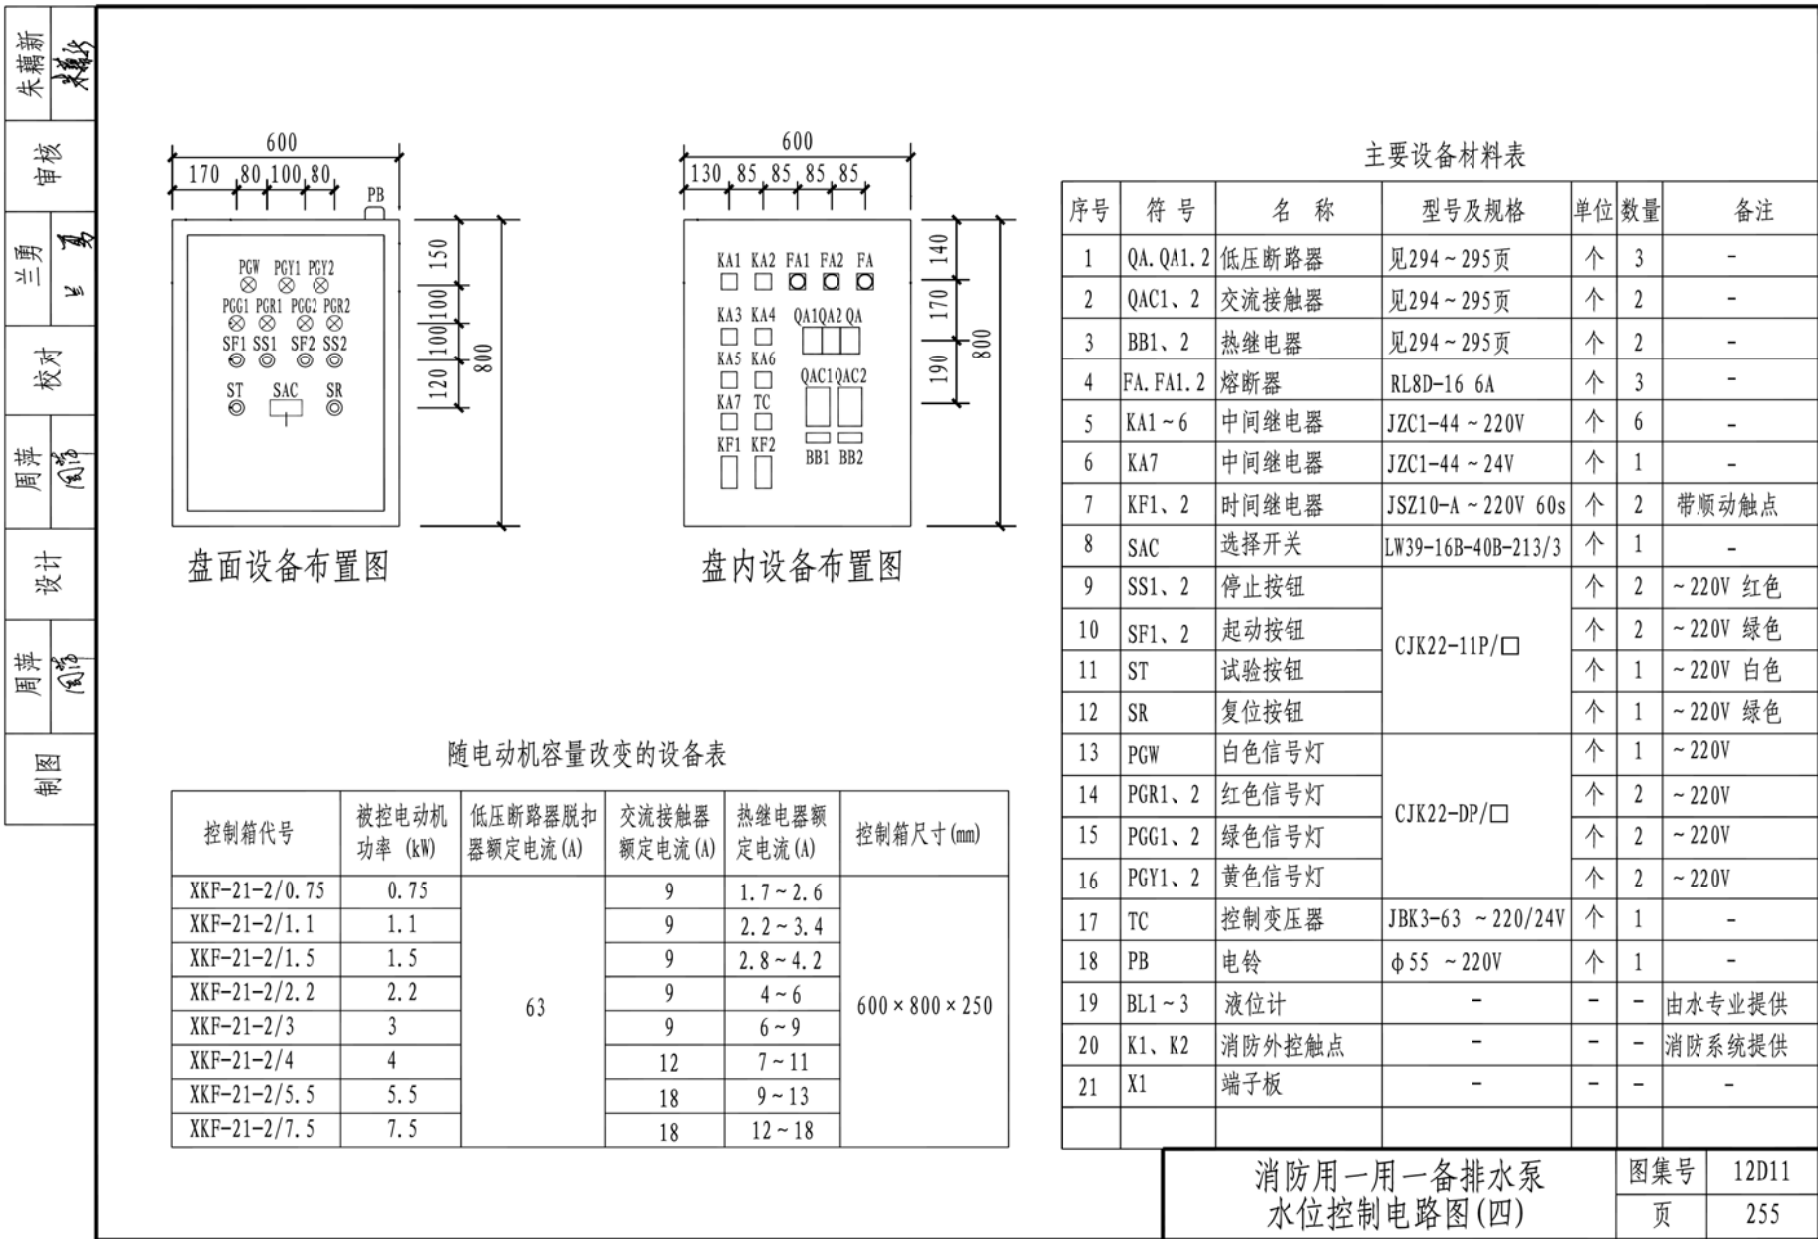 朱藕新
审核
兰勇
校对
周萍
设计
周萍
制图
600
170 80 100 80
PB
PGW PGY1 PGY2
PGG1 PGR1 PGG2 PGR2
SF1 SS1 SF2 SS2
ST SAC SR
150
100
100
120
800
盘面设备布置图
600
130 85 85 85 85
KA1 KA2 FA1 FA2 FA
KA3 KA4 QA1 QA2 QA
KA5 KA6
QAC1 QAC2
KA7 TC
KF1 KF2
BB1 BB2
140
170
190
800
盘内设备布置图
主要设备材料表
序号 符号 名称 型号及规格 单位 数量 备注
1 QA.QA1.2 低压断路器 见294~295页 个 3 -
2 QAC1、2 交流接触器 见294~295页 个 2 -
3 BB1、2 热继电器 见294~295页 个 2 -
4 FA.FA1.2 熔断器 RL8D-16 6A 个 3 -
5 KA1~6 中间继电器 JZC1-44 ~220V 个 6 -
6 KA7 中间继电器 JZC1-44 ~24V 个 1 -
7 KF1、2 时间继电器 JSZ10-A ~220V 60s 个 2 带顺动触点
8 SAC 选择开关 LW39-16B-40B-213/3 个 1 -
9 SS1、2 停止按钮 CJK22-11P/□ 个 2 ~220V 红色
10 SF1、2 起动按钮 个 2 ~220V 绿色
11 ST 试验按钮 个 1 ~220V 白色
12 SR 复位按钮 个 1 ~220V 绿色
13 PGW 白色信号灯 CJK22-DP/□ 个 1 ~220V
14 PGR1、2 红色信号灯 个 2 ~220V
15 PGG1、2 绿色信号灯 个 2 ~220V
16 PGY1、2 黄色信号灯 个 2 ~220V
17 TC 控制变压器 JBK3-63 ~220/24V 个 1 -
18 PB 电铃 φ55 ~220V 个 1 -
19 BL1~3 液位计 - - - 由水专业提供
20 K1、K2 消防外控触点 - - - 消防系统提供
21 X1 端子板 - - - -
随电动机容量改变的设备表
控制箱代号 被控电动机功率 (kW) 低压断路器脱扣器额定电流(A) 交流接触器额定电流(A) 热继电器额定电流(A) 控制箱尺寸(mm)
XKF-21-2/0.75 0.75 63 9 1.7~2.6 600×800×250
XKF-21-2/1.1 1.1 9 2.2~3.4
XKF-21-2/1.5 1.5 9 2.8~4.2
XKF-21-2/2.2 2.2 9 4~6
XKF-21-2/3 3 9 6~9
XKF-21-2/4 4 12 7~11
XKF-21-2/5.5 5.5 18 9~13
XKF-21-2/7.5 7.5 18 12~18
消防用一用一备排水泵
水位控制电路图(四)
图集号 12D11
页 255